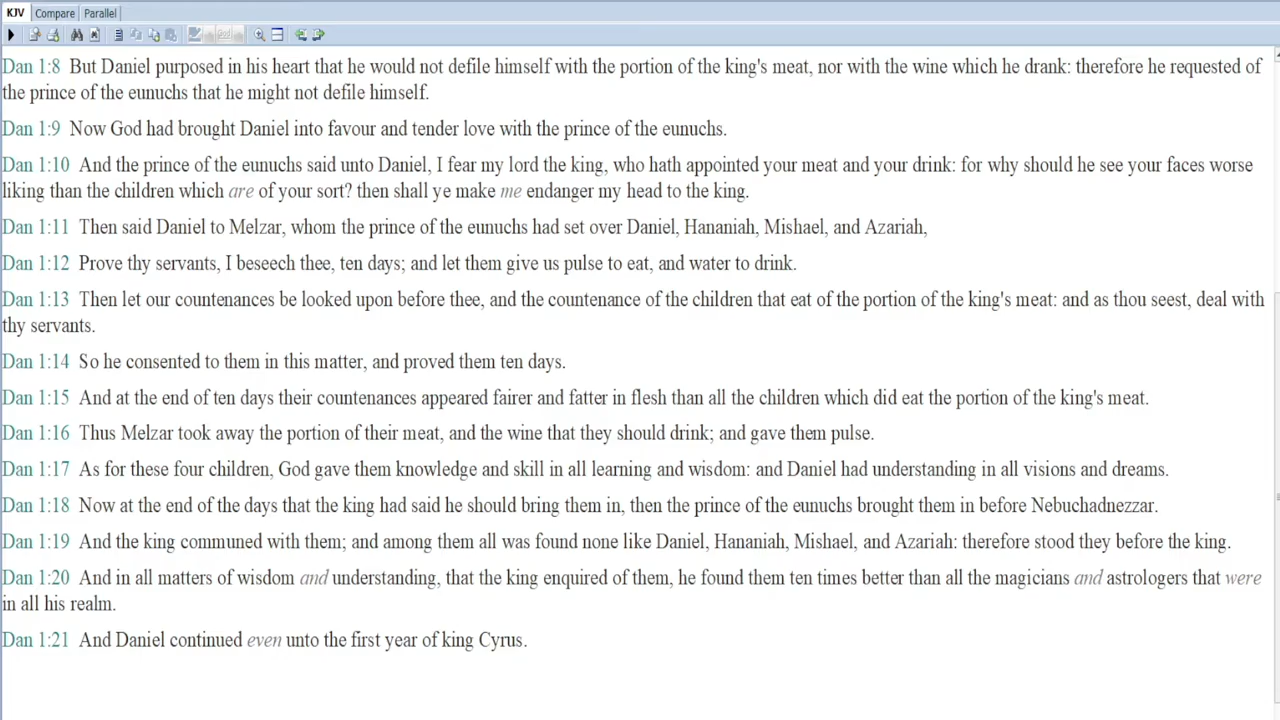 KJV Compare Parallel
Dan 1:8 But Daniel purposed in his heart that he would not defile himself with the portion of the king's meat, nor with the wine which he drank: therefore he requested of
the prince of the eunuchs that he might not defile himself.
Dan 1:9 Now God had brought Daniel into favour and tender love with the prince of the eunuchs.
Dan 1:10 And the prince of the eunuchs said unto Daniel, I fear my lord the king, who hath appointed your meat and your drink: for why should he see your faces worse
liking than the children which are of your sort? then shall ye make me endanger my head to the king.
Dan 1:11 Then said Daniel to Melzar, whom the prince of the eunuchs had set over Daniel, Hananiah, Mishael, and Azariah,
Dan 1:12 Prove thy servants, I beseech thee, ten days; and let them give us pulse to eat, and water to drink.
Dan 1:13 Then let our countenances be looked upon before thee, and the countenance of the children that eat of the portion of the king's meat: and as thou seest, deal with
thy servants.
Dan 1:14 So he consented to them in this matter, and proved them ten days.
Dan 1:15 And at the end of ten days their countenances appeared fairer and fatter in flesh than all the children which did eat the portion of the king's meat.
Dan 1:16 Thus Melzar took away the portion of their meat, and the wine that they should drink; and gave them pulse.
Dan 1:17 As for these four children, God gave them knowledge and skill in all learning and wisdom: and Daniel had understanding in all visions and dreams.
Dan 1:18 Now at the end of the days that the king had said he should bring them in, then the prince of the eunuchs brought them in before Nebuchadnezzar.
Dan 1:19 And the king communed with them; and among them all was found none like Daniel, Hananiah, Mishael, and Azariah: therefore stood they before the king.
Dan 1:20 And in all matters of wisdom and understanding, that the king enquired of them, he found them ten times better than all the magicians and astrologers that were
in all his realm.
Dan 1:21 And Daniel continued even unto the first year of king Cyrus.